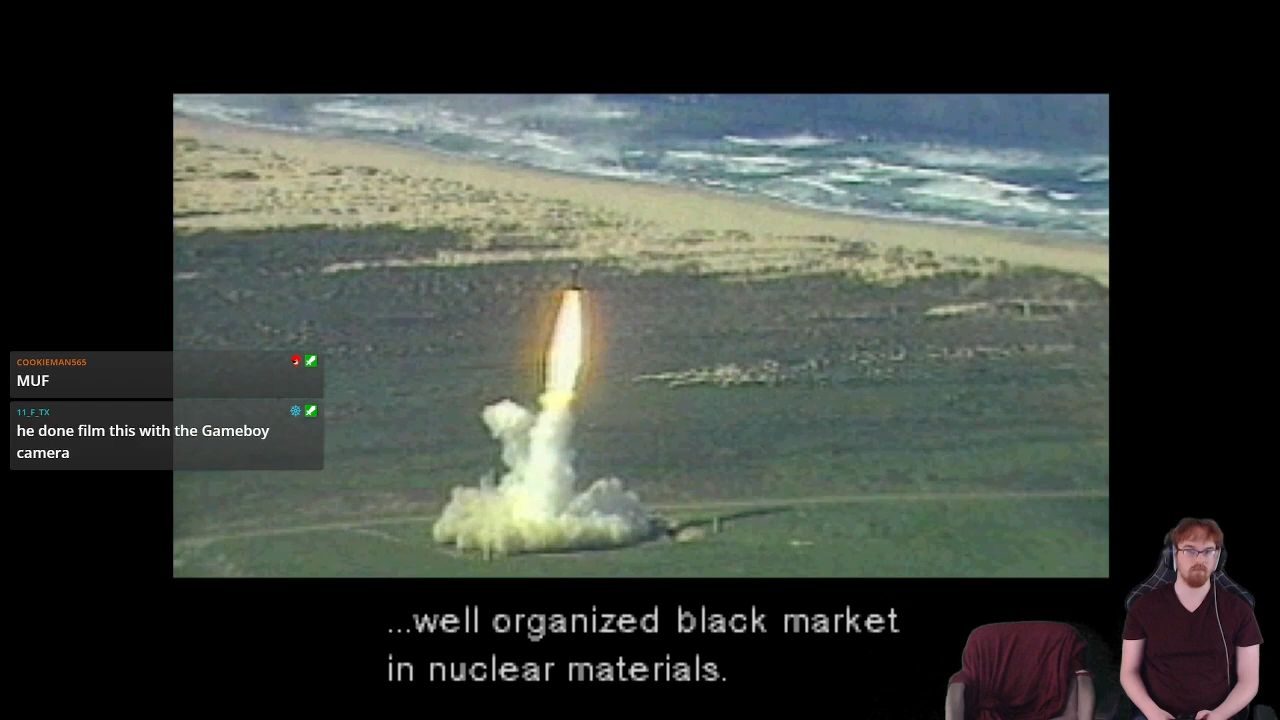 COOKIEMAN565
MUF
11_F_TX
he done film this with the Gameboy
camera
...well organized black market
in nuclear materials.